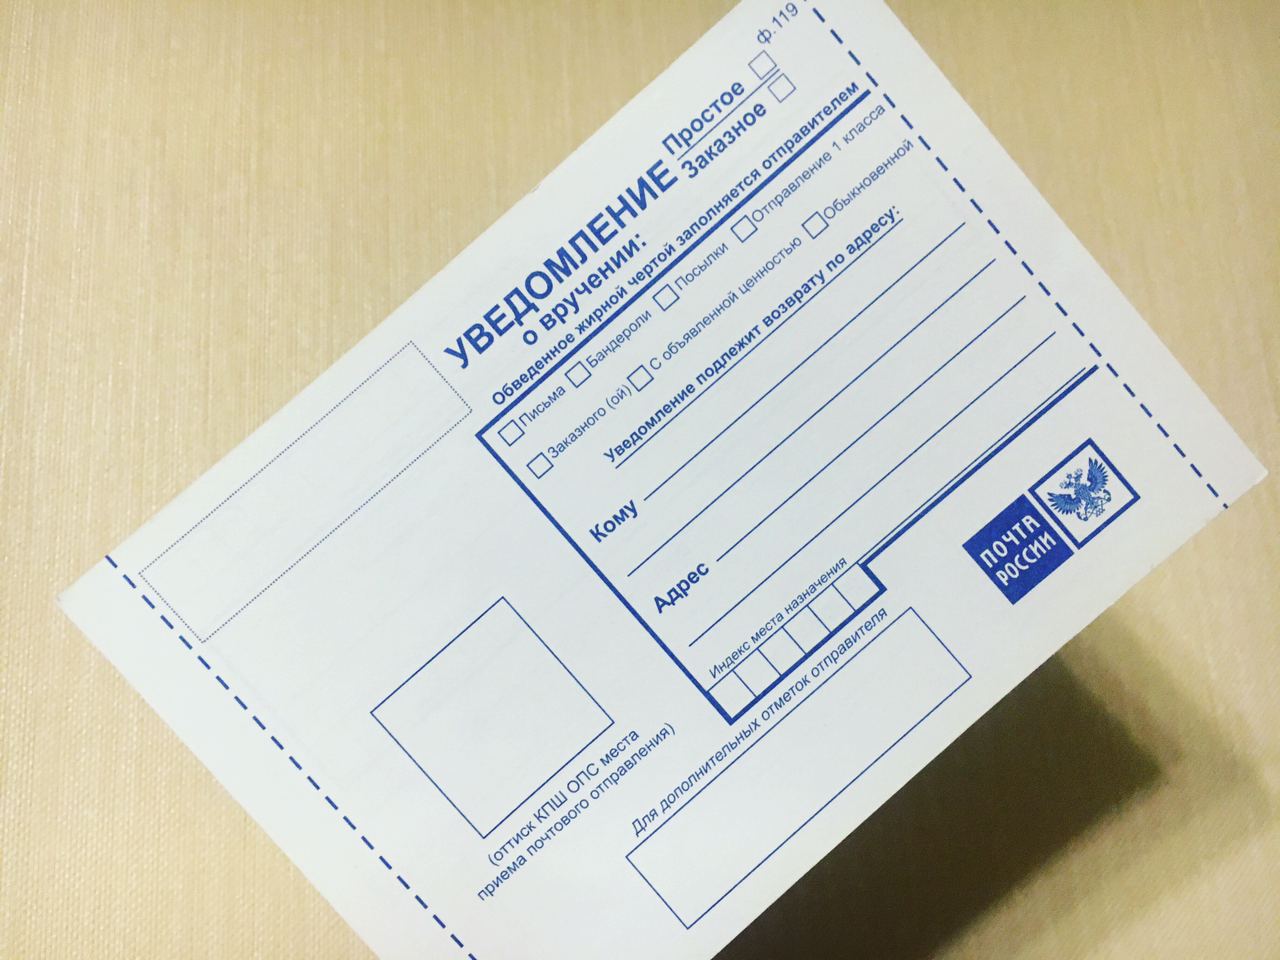 ф.119
УВЕДОМЛЕНИЕ Простое
Заказное
о вручении:
Обведенное жирной чертой заполняется отправителем
Письма Бандероли Посылки Отправление 1 класса
Заказного (ой) С объявленной ценностью Обыкновенной
Уведомление подлежит возврату по адресу:
Кому
Адрес
Индекс места назначения
ПОЧТА
РОССИИ
(оттиск КПШ ОПС места
приема почтового отправления)
Для дополнительных отметок отправителя